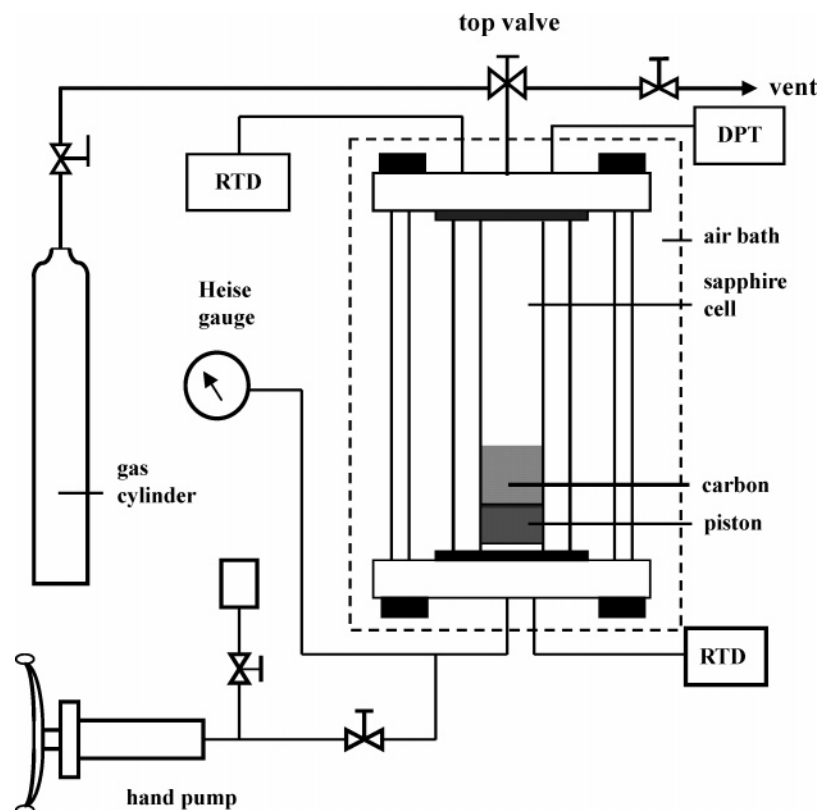 top valve
vent
DPT
RTD
air bath
sapphire
cell
Heise
gauge
gas
cylinder
carbon
piston
RTD
hand pump